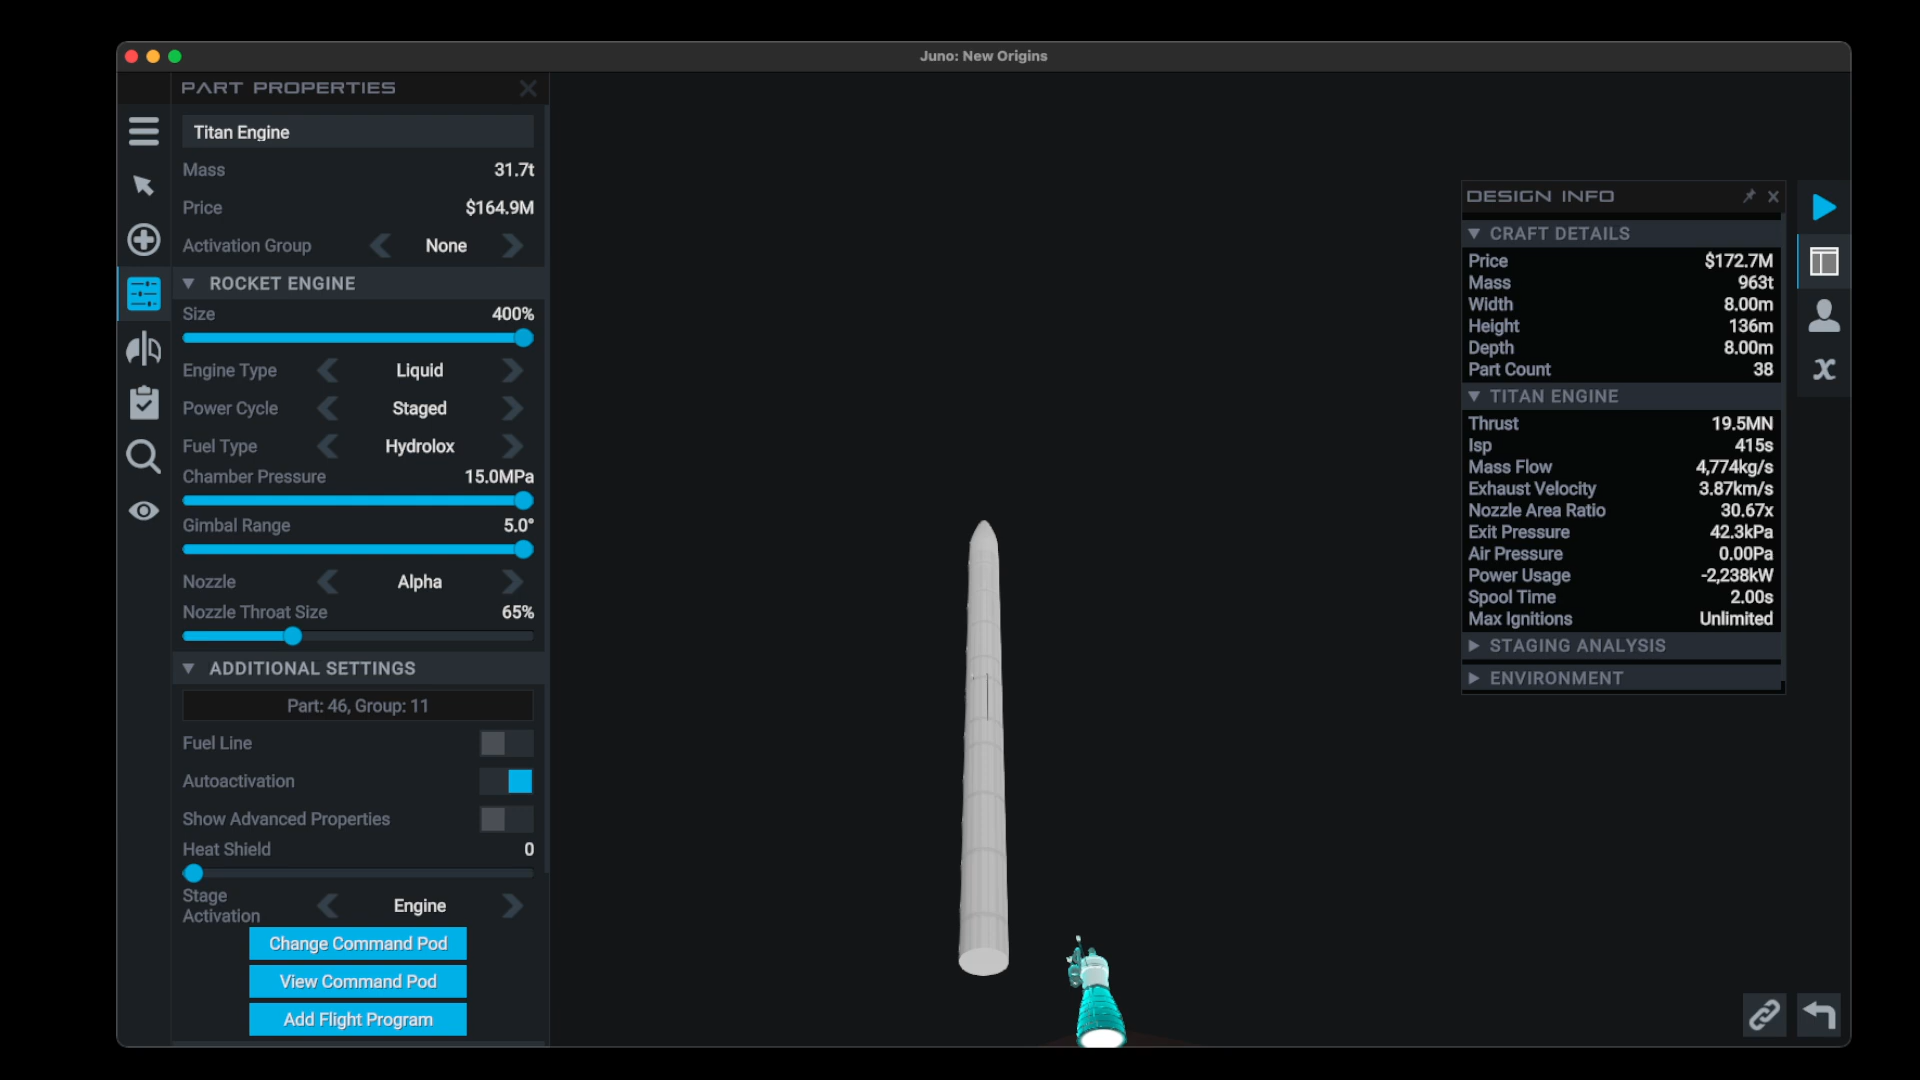 Juno: New Origins
PART PROPERTIES
Titan Engine
Mass 31.7t
Price $164.9M
Activation Group None
ROCKET ENGINE
Size 400%
Engine Type Liquid
Power Cycle Staged
Fuel Type Hydrolox
Chamber Pressure 15.0MPa
Gimbal Range 5.0°
Nozzle Alpha
Nozzle Throat Size 65%
ADDITIONAL SETTINGS
Part: 46, Group: 11
Fuel Line
Autoactivation
Show Advanced Properties
Heat Shield 0
Stage
Activation Engine
Change Command Pod
View Command Pod
Add Flight Program
DESIGN INFO
CRAFT DETAILS
Price $172.7M
Mass 963t
Width 8.00m
Height 136m
Depth 8.00m
Part Count 38
TITAN ENGINE
Thrust 19.5MN
Isp 415s
Mass Flow 4,774kg/s
Exhaust Velocity 3.87km/s
Nozzle Area Ratio 30.67x
Exit Pressure 42.3kPa
Air Pressure 0.00Pa
Power Usage -2,238kW
Spool Time 2.00s
Max Ignitions Unlimited
STAGING ANALYSIS
ENVIRONMENT
x